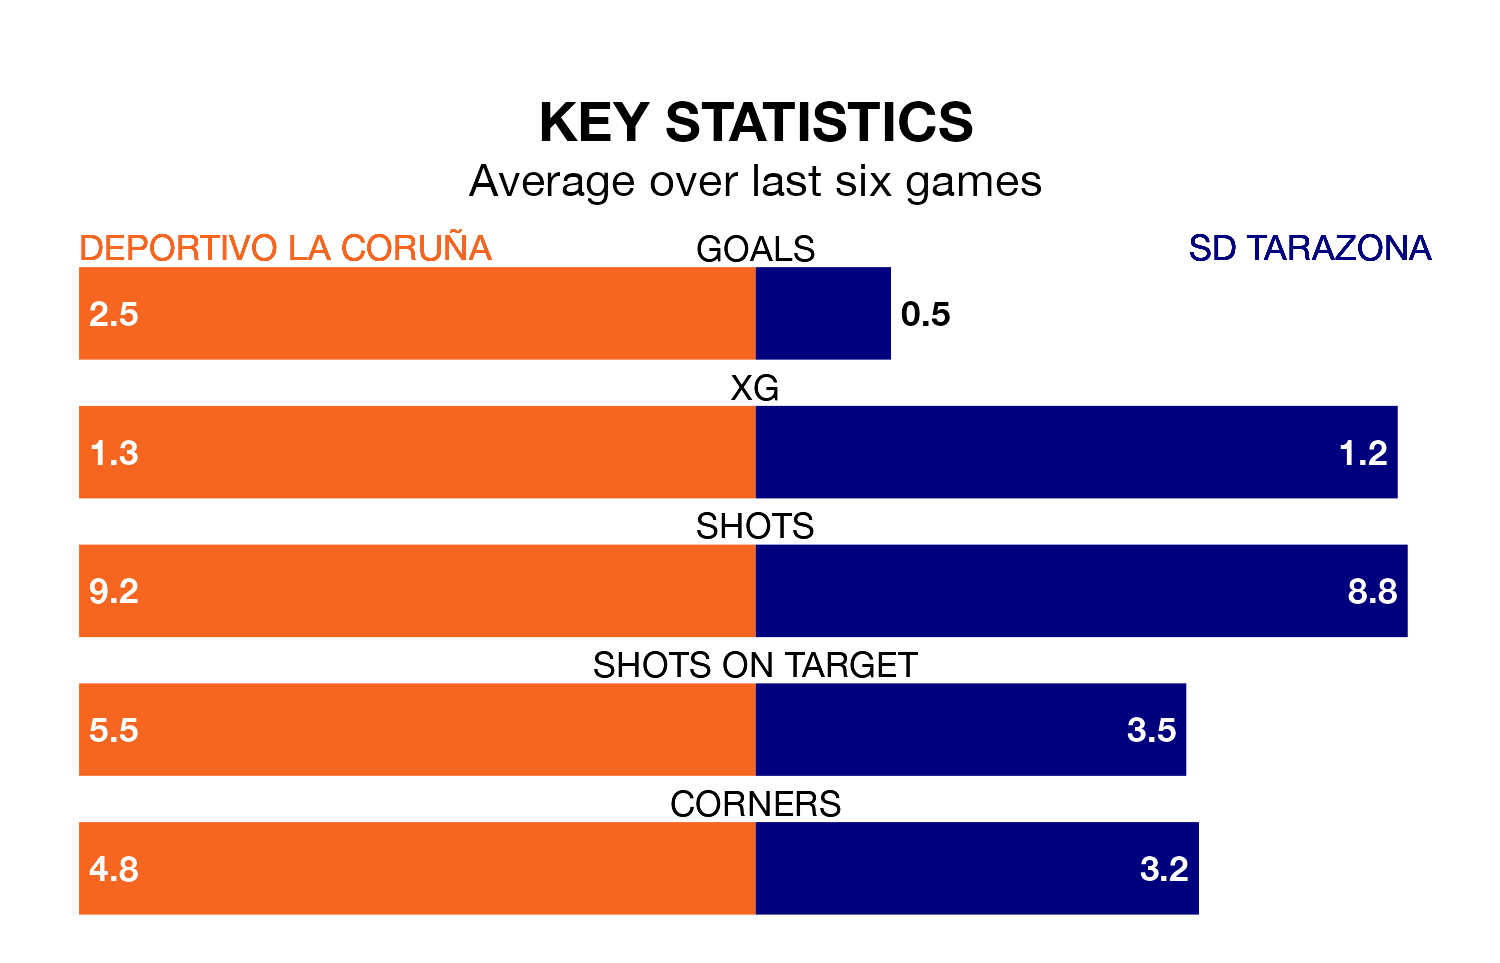 KEY STATISTICS
Average over last six games
DEPORTIVO LA CORUÑA GOALS SD TARAZONA
2.5 0.5
XG
1.3 1.2
SHOTS
9.2 8.8
SHOTS ON TARGET
5.5 3.5
CORNERS
4.8 3.2